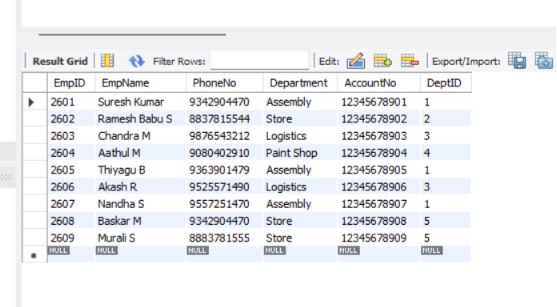 Result Grid Filter Rows: Edit: Export/Import:
EmpID EmpName PhoneNo Department AccountNo DeptID
2601 Suresh Kumar 9342904470 Assembly 12345678901 1
2602 Ramesh Babu S 8837815544 Store 12345678902 2
2603 Chandra M 9876543212 Logistics 12345678903 3
2604 Aathul M 9080402910 Paint Shop 12345678904 4
2605 Thiyagu B 9363901479 Assembly 12345678905 1
2606 Akash R 9525571490 Logistics 12345678906 3
2607 Nandha S 9557251470 Assembly 12345678907 1
2608 Baskar M 9342904470 Store 12345678908 5
2609 Murali S 8883781555 Store 12345678909 5
NULL NULL NULL NULL NULL NULL